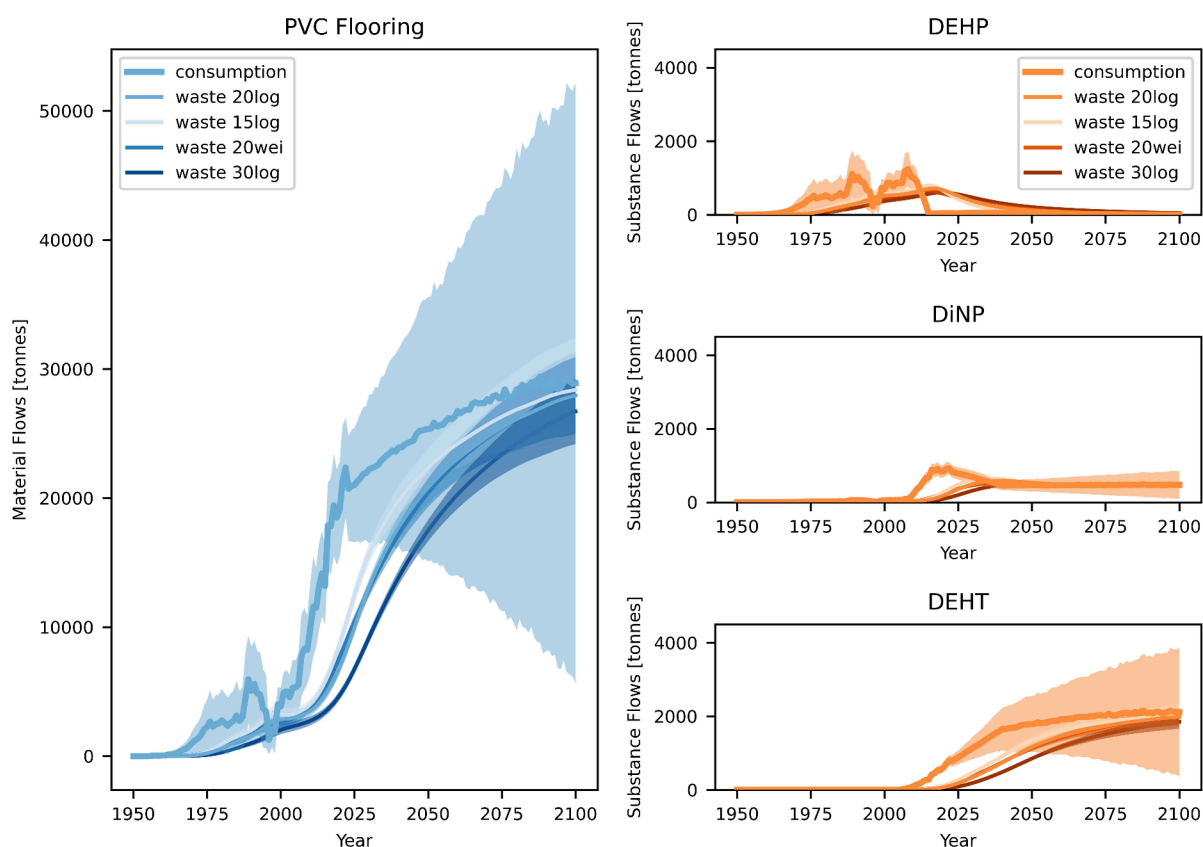 PVC Flooring
consumption
waste 20log
waste 15log
waste 20wei
waste 30log
Material Flows [tonnes]
50000
40000
30000
20000
10000
0
1950 1975 2000 2025 2050 2075 2100
Year
DEHP
consumption
waste 20log
waste 15log
waste 20wei
waste 30log
Substance Flows [tonnes]
4000
2000
0
1950 1975 2000 2025 2050 2075 2100
Year
DiNP
Substance Flows [tonnes]
4000
2000
0
1950 1975 2000 2025 2050 2075 2100
Year
DEHT
Substance Flows [tonnes]
4000
2000
0
1950 1975 2000 2025 2050 2075 2100
Year